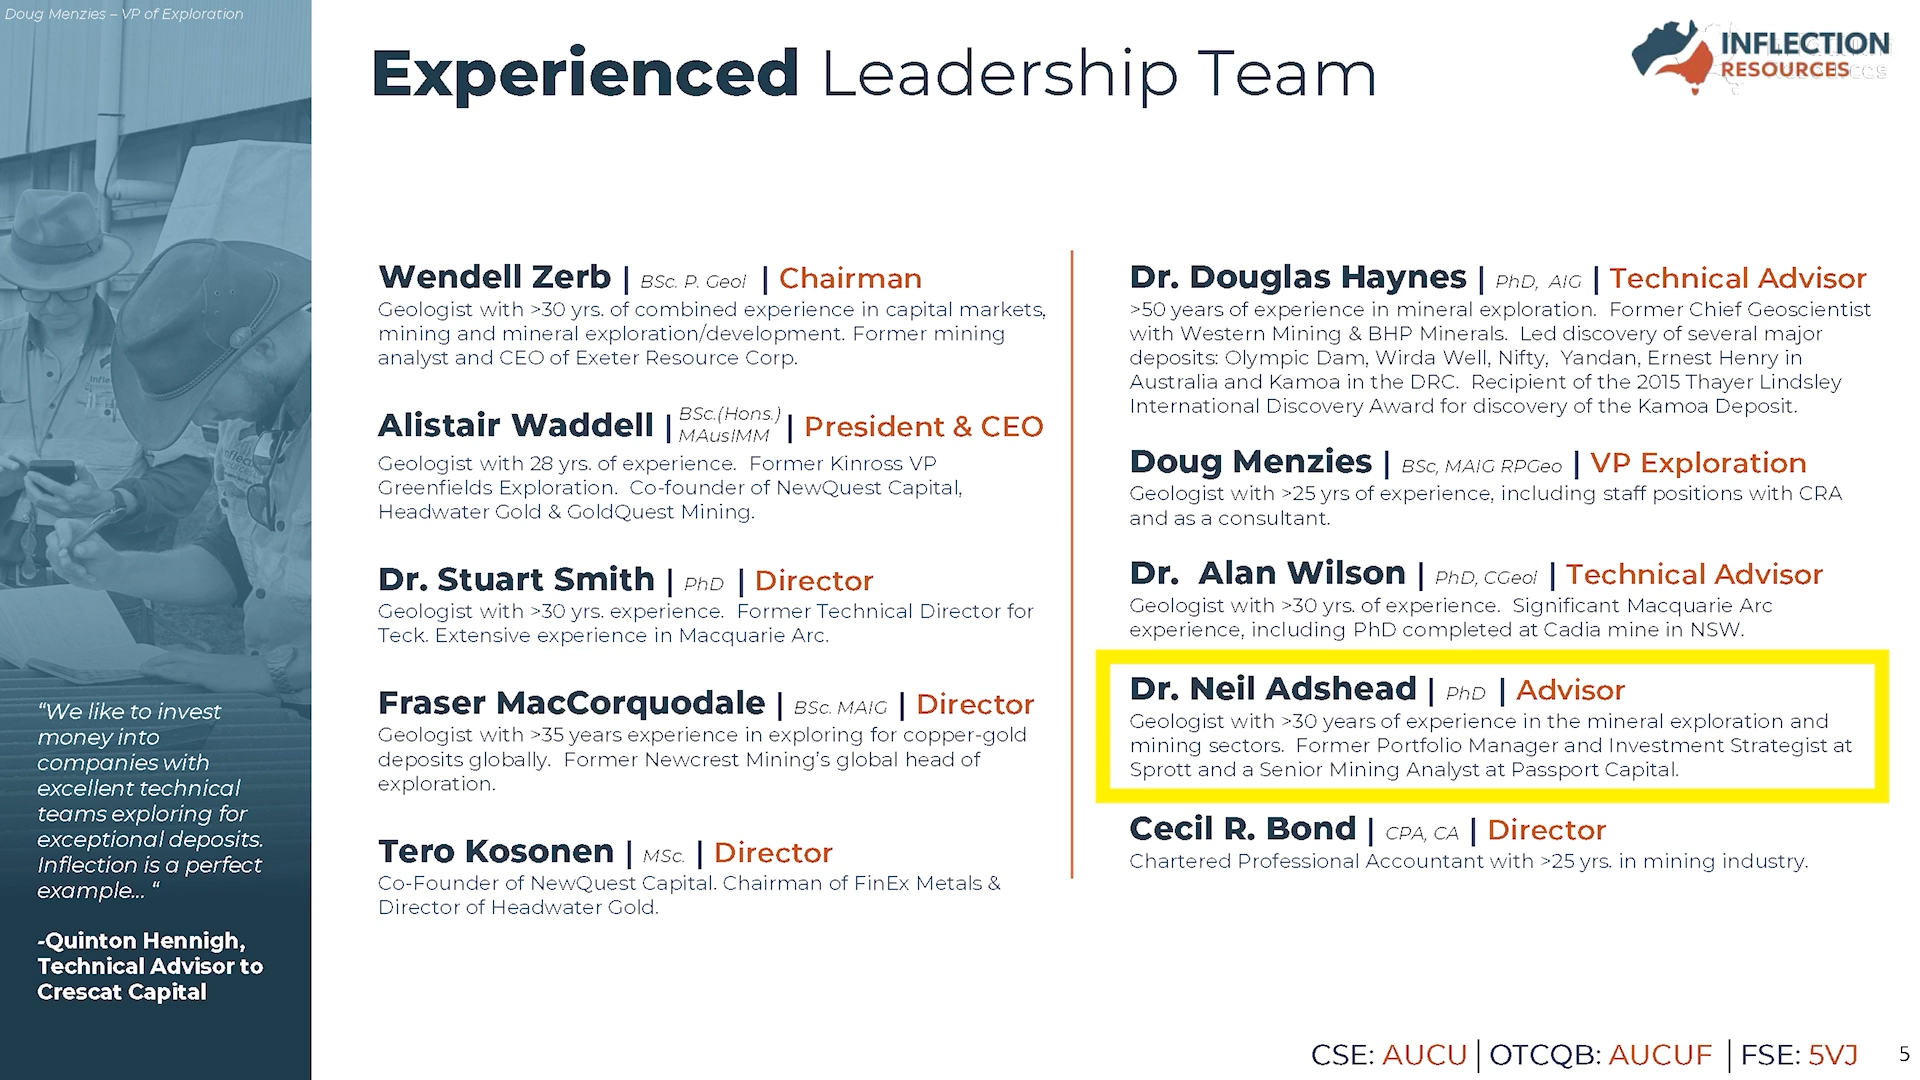 Doug Menzies – VP of Exploration
Experienced Leadership Team
INFLECTION
RESOURCES
Wendell Zerb | BSc. P. Geol | Chairman
Geologist with >30 yrs. of combined experience in capital markets,
mining and mineral exploration/development. Former mining
analyst and CEO of Exeter Resource Corp.
Alistair Waddell | BSc.(Hons.) MAusIMM | President & CEO
Geologist with 28 yrs. of experience. Former Kinross VP
Greenfields Exploration. Co-founder of NewQuest Capital,
Headwater Gold & GoldQuest Mining.
Dr. Stuart Smith | PhD | Director
Geologist with >30 yrs. experience. Former Technical Director for
Teck. Extensive experience in Macquarie Arc.
Fraser MacCorquodale | BSc. MAIG | Director
Geologist with >35 years experience in exploring for copper-gold
deposits globally. Former Newcrest Mining's global head of
exploration.
Tero Kosonen | MSc. | Director
Co-Founder of NewQuest Capital. Chairman of FinEx Metals &
Director of Headwater Gold.
Dr. Douglas Haynes | PhD, AIG | Technical Advisor
>50 years of experience in mineral exploration. Former Chief Geoscientist
with Western Mining & BHP Minerals. Led discovery of several major
deposits: Olympic Dam, Wirda Well, Nifty, Yandan, Ernest Henry in
Australia and Kamoa in the DRC. Recipient of the 2015 Thayer Lindsley
International Discovery Award for discovery of the Kamoa Deposit.
Doug Menzies | BSc, MAIG RPGeo | VP Exploration
Geologist with >25 yrs of experience, including staff positions with CRA
and as a consultant.
Dr. Alan Wilson | PhD, CGeol | Technical Advisor
Geologist with >30 yrs. of experience. Significant Macquarie Arc
experience, including PhD completed at Cadia mine in NSW.
Dr. Neil Adshead | PhD | Advisor
Geologist with >30 years of experience in the mineral exploration and
mining sectors. Former Portfolio Manager and Investment Strategist at
Sprott and a Senior Mining Analyst at Passport Capital.
Cecil R. Bond | CPA, CA | Director
Chartered Professional Accountant with >25 yrs. in mining industry.
“We like to invest
money into
companies with
excellent technical
teams exploring for
exceptional deposits.
Inflection is a perfect
example... “
-Quinton Hennigh,
Technical Advisor to
Crescat Capital
CSE: AUCU | OTCQB: AUCUF | FSE: 5VJ
5